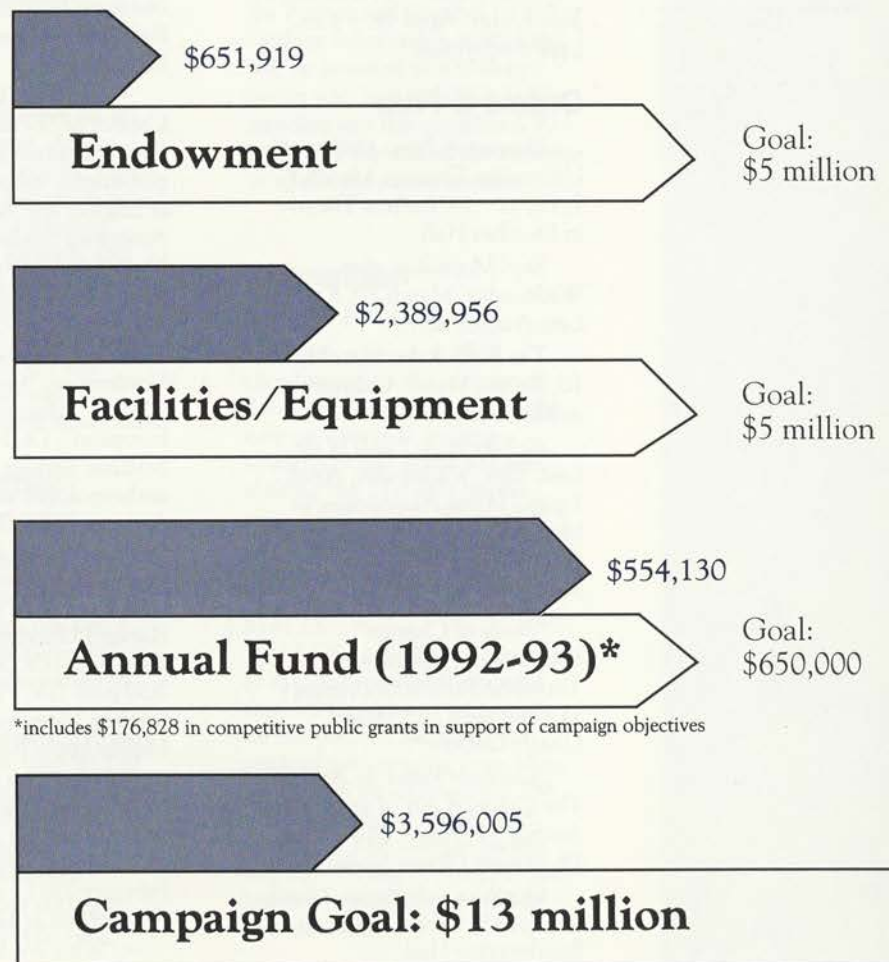 $651,919
Endowment
Goal:
$5 million
$2,389,956
Facilities/Equipment
Goal:
$5 million
$554,130
Annual Fund (1992-93)*
Goal:
$650,000
*includes $176,828 in competitive public grants in support of campaign objectives
$3,596,005
Campaign Goal: $13 million